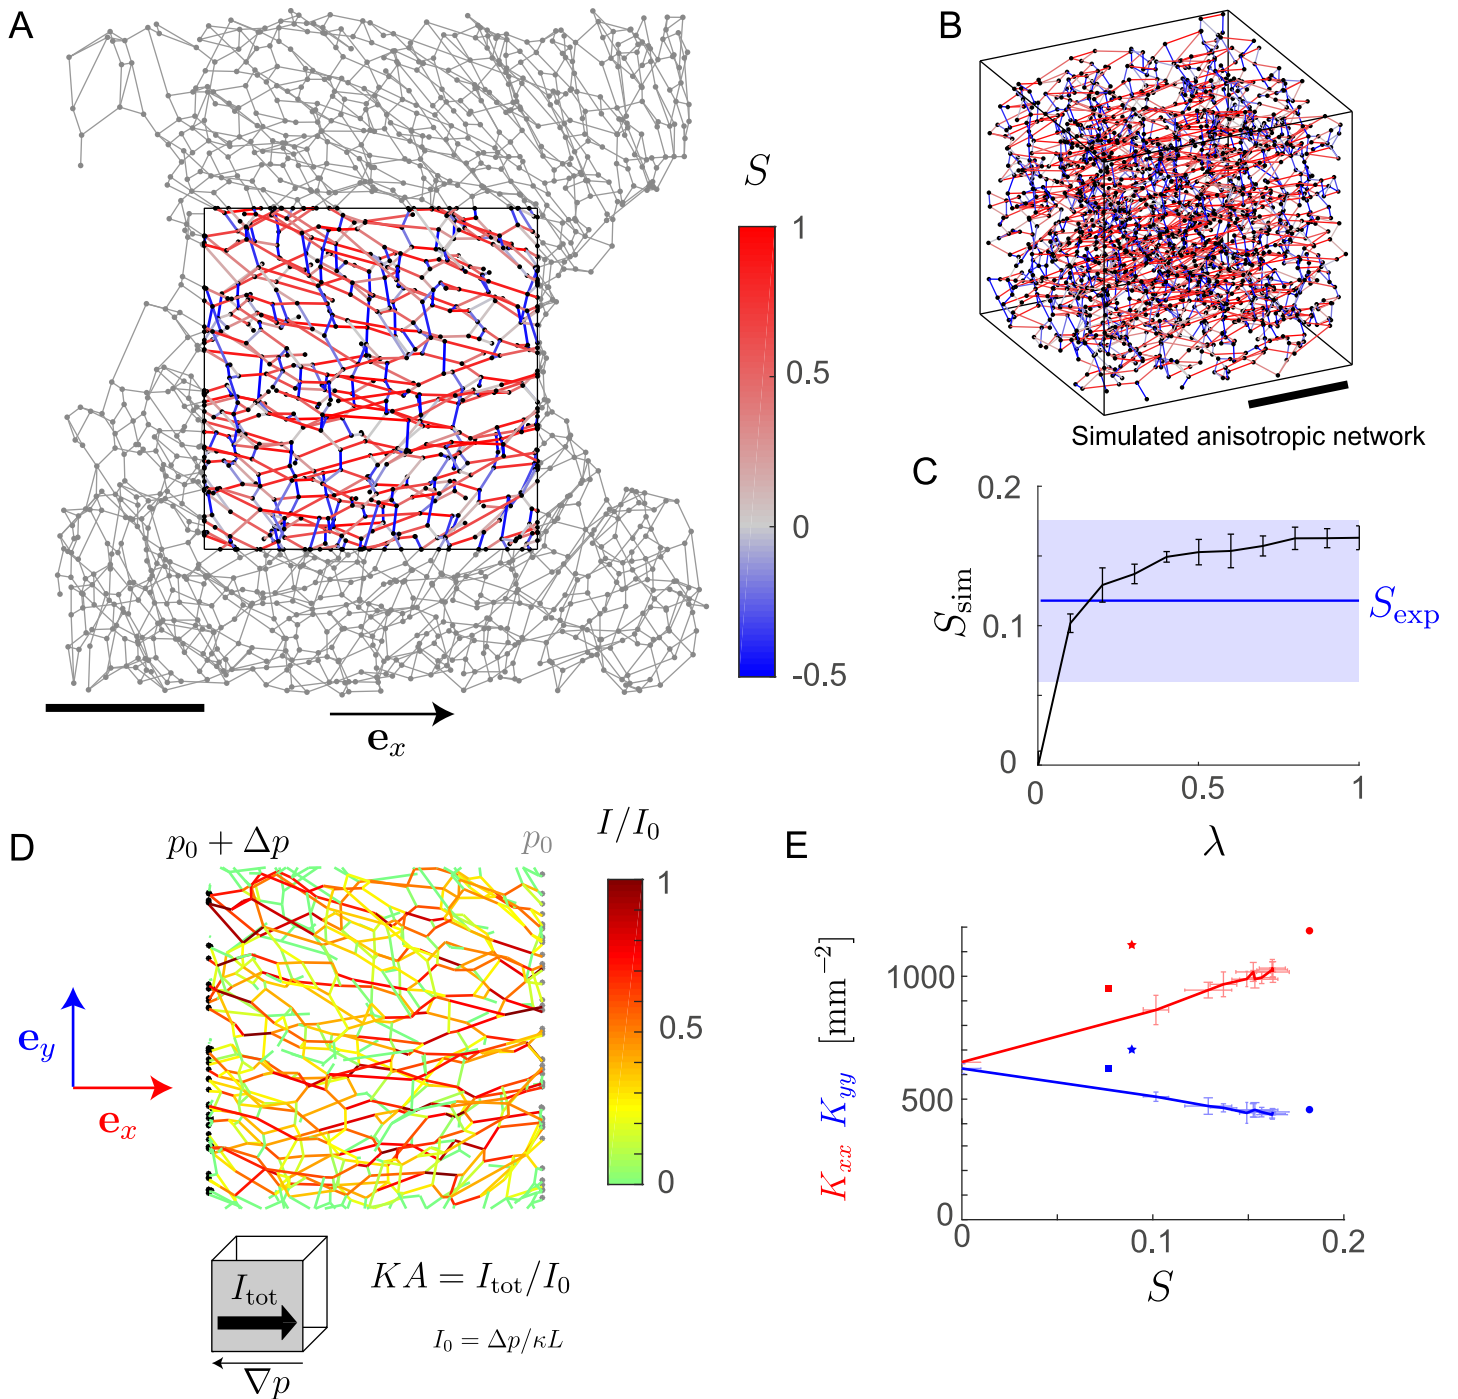 A
S
1
0.5
0
-0.5
e_x
B
Simulated anisotropic network
C
0.2
0.1
0
S_sim
S_exp
0
0.5
1
λ
D
p_0 + Δp
p_0
I/I_0
1
0.5
0
e_y
e_x
I_tot
∇p
KA = I_tot/I_0
I_0 = Δp/κL
E
K_xx K_yy [mm^−2]
1000
500
0
0
0.1
0.2
S